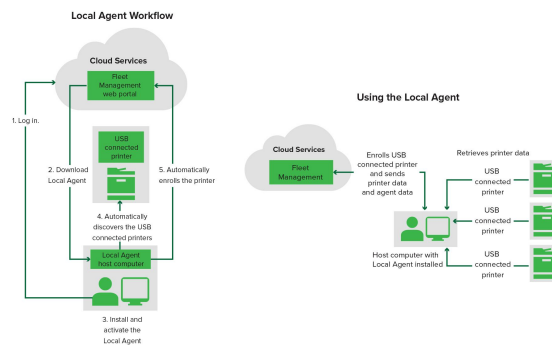 Local Agent Workflow
Cloud Services
Fleet
Management
web portal
1. Log in.
USB
connected
printer
2. Download
Local Agent
5. Automatically
enrolls the printer
4. Automatically
discovers the USB
connected printers
Local Agent
host computer
3. Install and
activate the
Local Agent
Using the Local Agent
Cloud Services
Fleet
Management
Enrolls USB
connected printer
and sends
printer data
and agent data
Retrieves printer data
USB
connected
printer
USB
connected
printer
USB
connected
printer
Host computer with
Local Agent installed